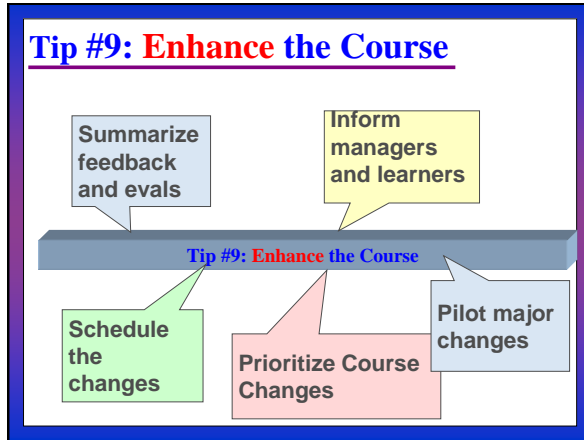 Tip #9: Enhance the Course
Summarize
feedback
and evals
Inform
managers
and learners
Tip #9: Enhance the Course
Schedule
the
changes
Prioritize Course
Changes
Pilot major
changes